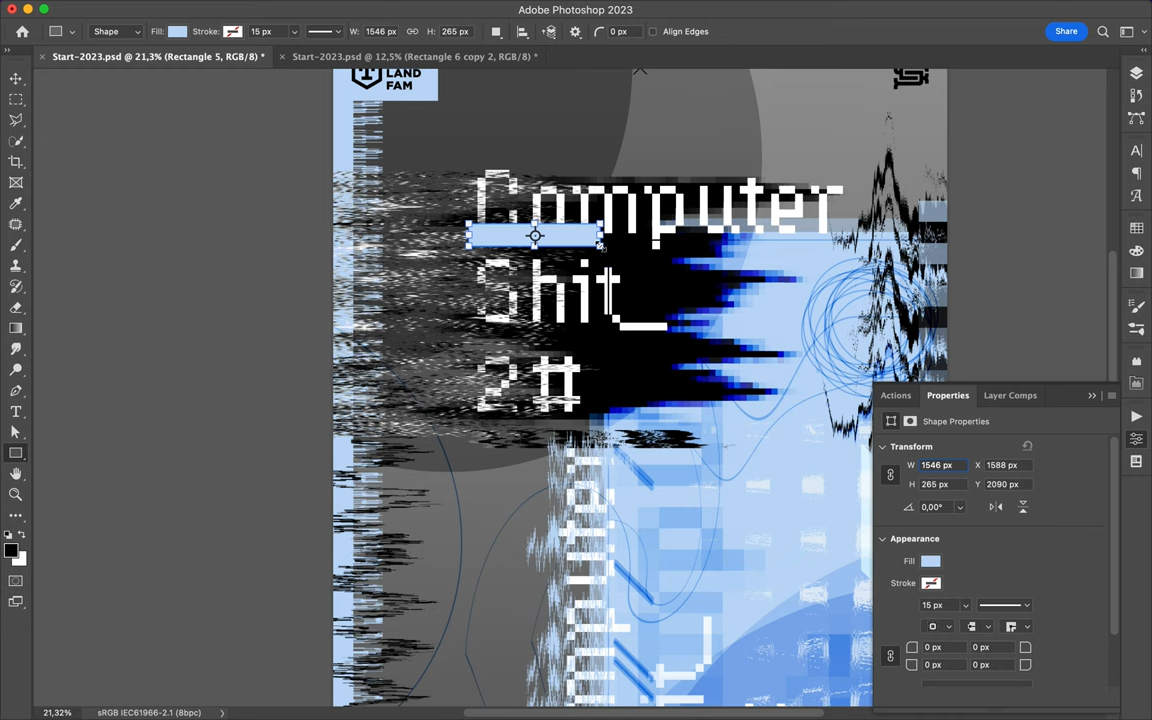 Adobe Photoshop 2023
Shape
Fill:
Stroke:
15 px
W: 1546 px
H: 265 px
0 px
Align Edges
Share
Start-2023.psd @ 21,3% (Rectangle 5, RGB/8) *
Start-2023.psd @ 12,5% (Rectangle 6 copy 2, RGB/8) *
LAND
FAM
Computer
Shit_
2#
Actions
Properties
Layer Comps
Shape Properties
Transform
W 1546 px
X 1588 px
H 265 px
Y 2090 px
0,00°
Appearance
Fill
Stroke
15 px
0 px
0 px
0 px
0 px
21,32%
sRGB IEC61966-2.1 (8bpc)